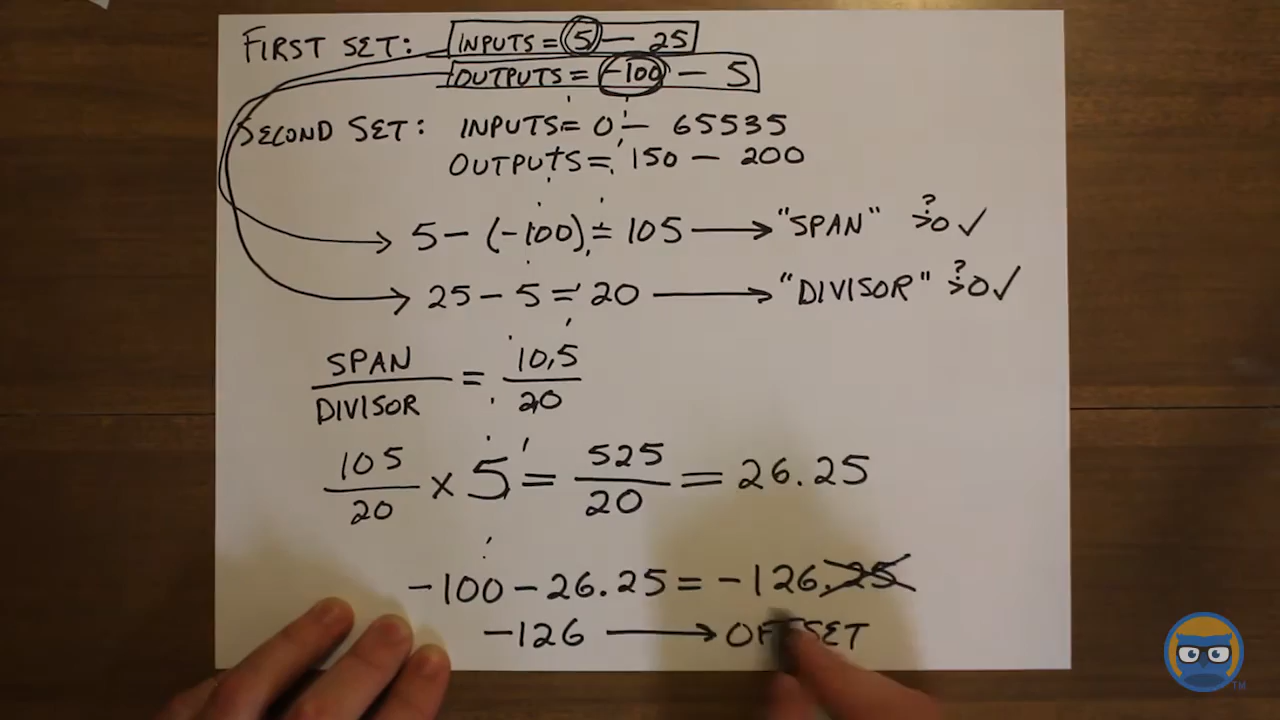 FIRST SET: INPUTS = 5 — 25
OUTPUTS = -100 — 5
SECOND SET: INPUTS = 0 — 65535
OUTPUTS = 150 — 200
5 - (-100) = 105 → "SPAN" >0 ? ✓
25 - 5 = 20 → "DIVISOR" >0 ? ✓
SPAN / DIVISOR = 105 / 20
105 / 20 × 5 = 525 / 20 = 26.25
-100 - 26.25 = -126.25
-126 → OFFSET
TM